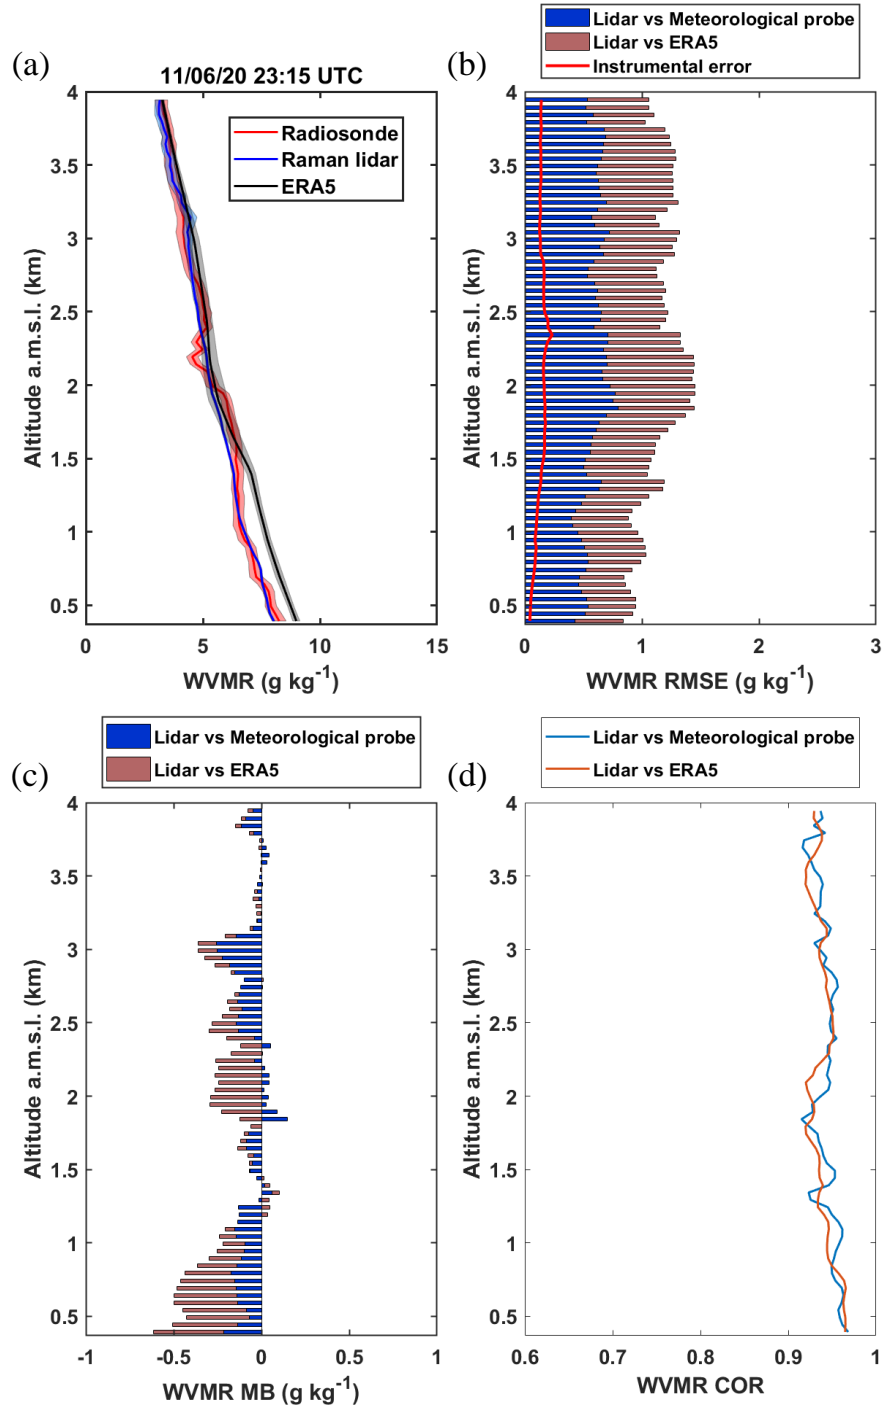 (a)
11/06/20 23:15 UTC
Radiosonde
Raman lidar
ERA5
Altitude a.m.s.l. (km)
4
3.5
3
2.5
2
1.5
1
0.5
0 5 10 15
WVMR (g kg⁻¹)
(b)
Lidar vs Meteorological probe
Lidar vs ERA5
Instrumental error
Altitude a.m.s.l. (km)
4
3.5
3
2.5
2
1.5
1
0.5
0 1 2 3
WVMR RMSE (g kg⁻¹)
(c)
Lidar vs Meteorological probe
Lidar vs ERA5
Altitude a.m.s.l. (km)
4
3.5
3
2.5
2
1.5
1
0.5
-1 -0.5 0 0.5 1
WVMR MB (g kg⁻¹)
(d)
Lidar vs Meteorological probe
Lidar vs ERA5
Altitude a.m.s.l. (km)
4
3.5
3
2.5
2
1.5
1
0.5
0.6 0.7 0.8 0.9 1
WVMR COR